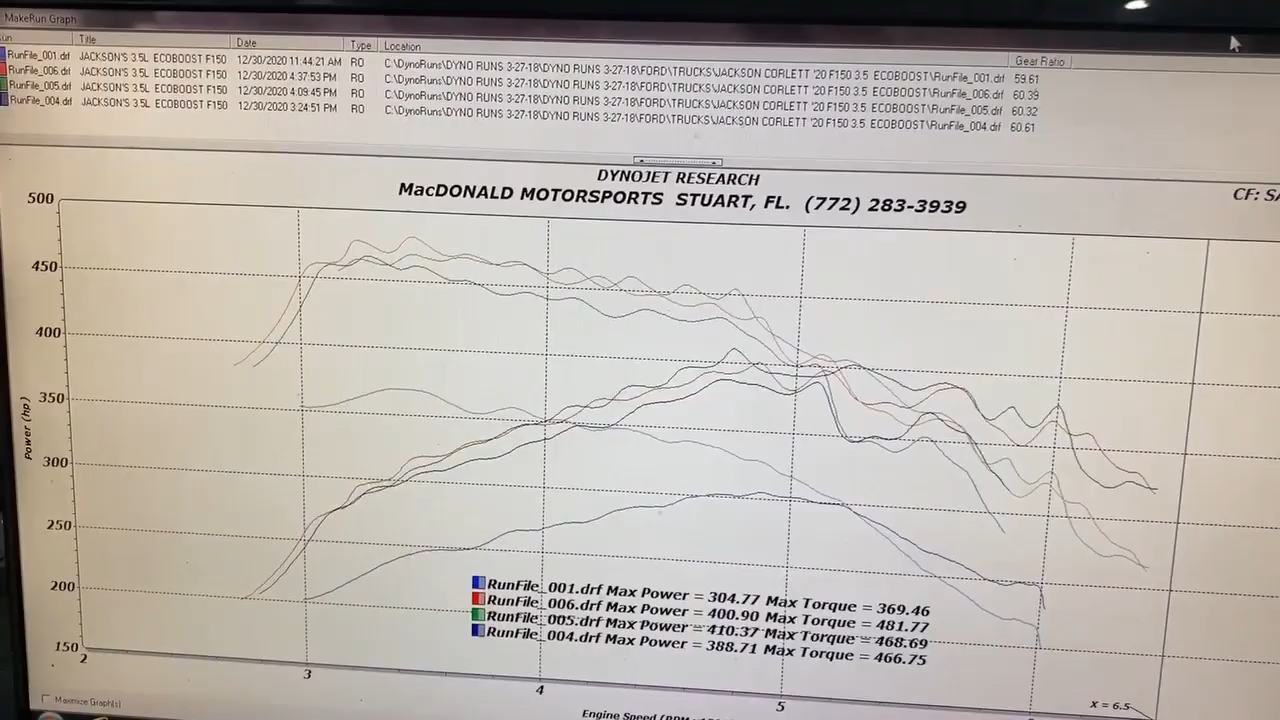 MakeRun Graph
Title Date Type Location Gear Ratio
RunFile_001.drf JACKSON'S 3.5L ECOBOOST F150 12/30/2020 11:44:21 AM RO C:\DynoRuns\DYNO RUNS 3-27-18\DYNO RUNS 3-27-18\FORD\TRUCKS\JACKSON CORLETT '20 F150 3.5 ECOBOOST\RunFile_001.drf 59.61
RunFile_006.drf JACKSON'S 3.5L ECOBOOST F150 12/30/2020 4:37:53 PM RO C:\DynoRuns\DYNO RUNS 3-27-18\DYNO RUNS 3-27-18\FORD\TRUCKS\JACKSON CORLETT '20 F150 3.5 ECOBOOST\RunFile_006.drf 60.39
RunFile_005.drf JACKSON'S 3.5L ECOBOOST F150 12/30/2020 4:09:45 PM RO C:\DynoRuns\DYNO RUNS 3-27-18\DYNO RUNS 3-27-18\FORD\TRUCKS\JACKSON CORLETT '20 F150 3.5 ECOBOOST\RunFile_005.drf 60.32
RunFile_004.drf JACKSON'S 3.5L ECOBOOST F150 12/30/2020 3:24:51 PM RO C:\DynoRuns\DYNO RUNS 3-27-18\DYNO RUNS 3-27-18\FORD\TRUCKS\JACKSON CORLETT '20 F150 3.5 ECOBOOST\RunFile_004.drf 60.61
DYNOJET RESEARCH
MacDONALD MOTORSPORTS STUART, FL. (772) 283-3939
CF:
500
450
400
350
300
250
200
150
Power (hp)
RunFile_001.drf Max Power = 304.77 Max Torque = 369.46
RunFile_006.drf Max Power = 400.90 Max Torque = 481.77
RunFile_005.drf Max Power = 410.37 Max Torque = 468.69
RunFile_004.drf Max Power = 388.71 Max Torque = 466.75
2
3
4
5
X = 6.5
Engine Speed
Maximize Graph(s)